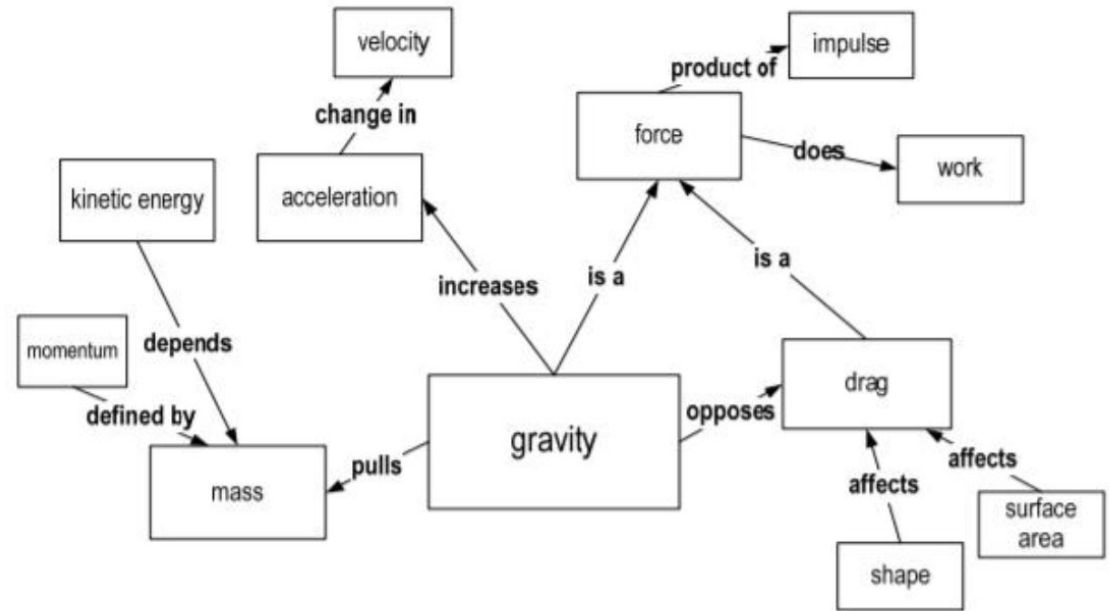 velocity
impulse
product of
change in
force
does
work
kinetic energy
acceleration
is a
increases
is a
momentum
depends
drag
defined by
opposes
gravity
pulls
mass
affects
affects
surface
area
shape